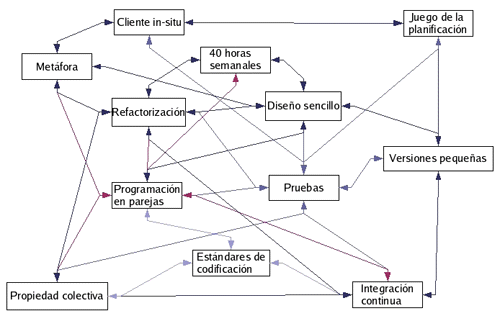 Cliente in-situ
Juego de la
planificación
Metáfora
40 horas
semanales
Refactorización
Diseño sencillo
Versiones pequeñas
Programación
en parejas
Pruebas
Estándares de
codificación
Propiedad colectiva
Integración
contínua